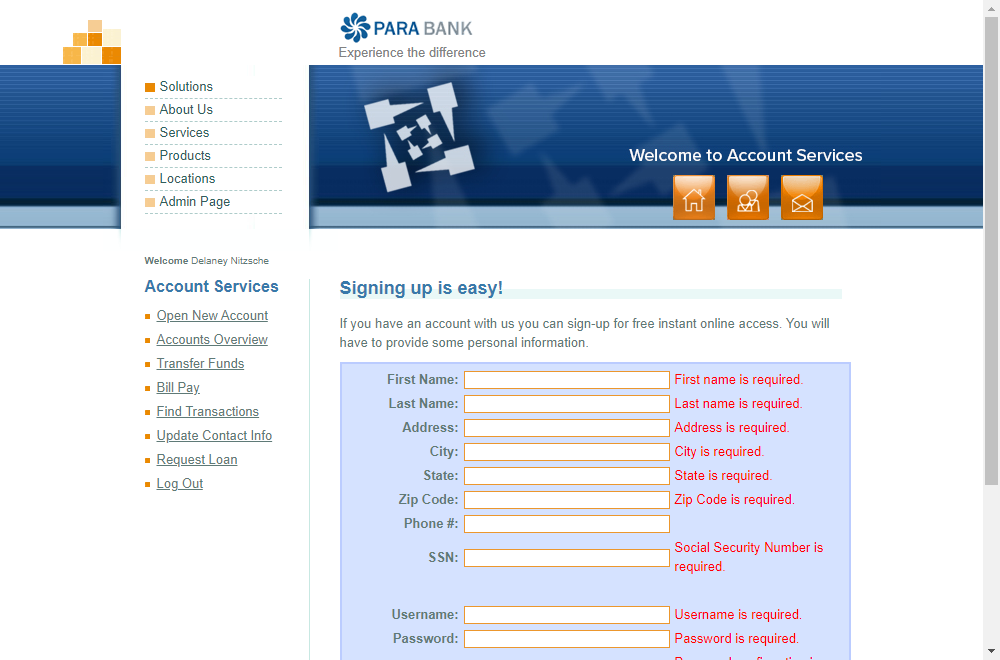 PARA BANK
Experience the difference
Solutions
About Us
Services
Products
Locations
Admin Page
Welcome to Account Services
Welcome Delaney Nitzsche
Account Services
Open New Account
Accounts Overview
Transfer Funds
Bill Pay
Find Transactions
Update Contact Info
Request Loan
Log Out
Signing up is easy!
If you have an account with us you can sign-up for free instant online access. You will
have to provide some personal information.
First Name: First name is required.
Last Name: Last name is required.
Address: Address is required.
City: City is required.
State: State is required.
Zip Code: Zip Code is required.
Phone #:
SSN: Social Security Number is
required.
Username: Username is required.
Password: Password is required.